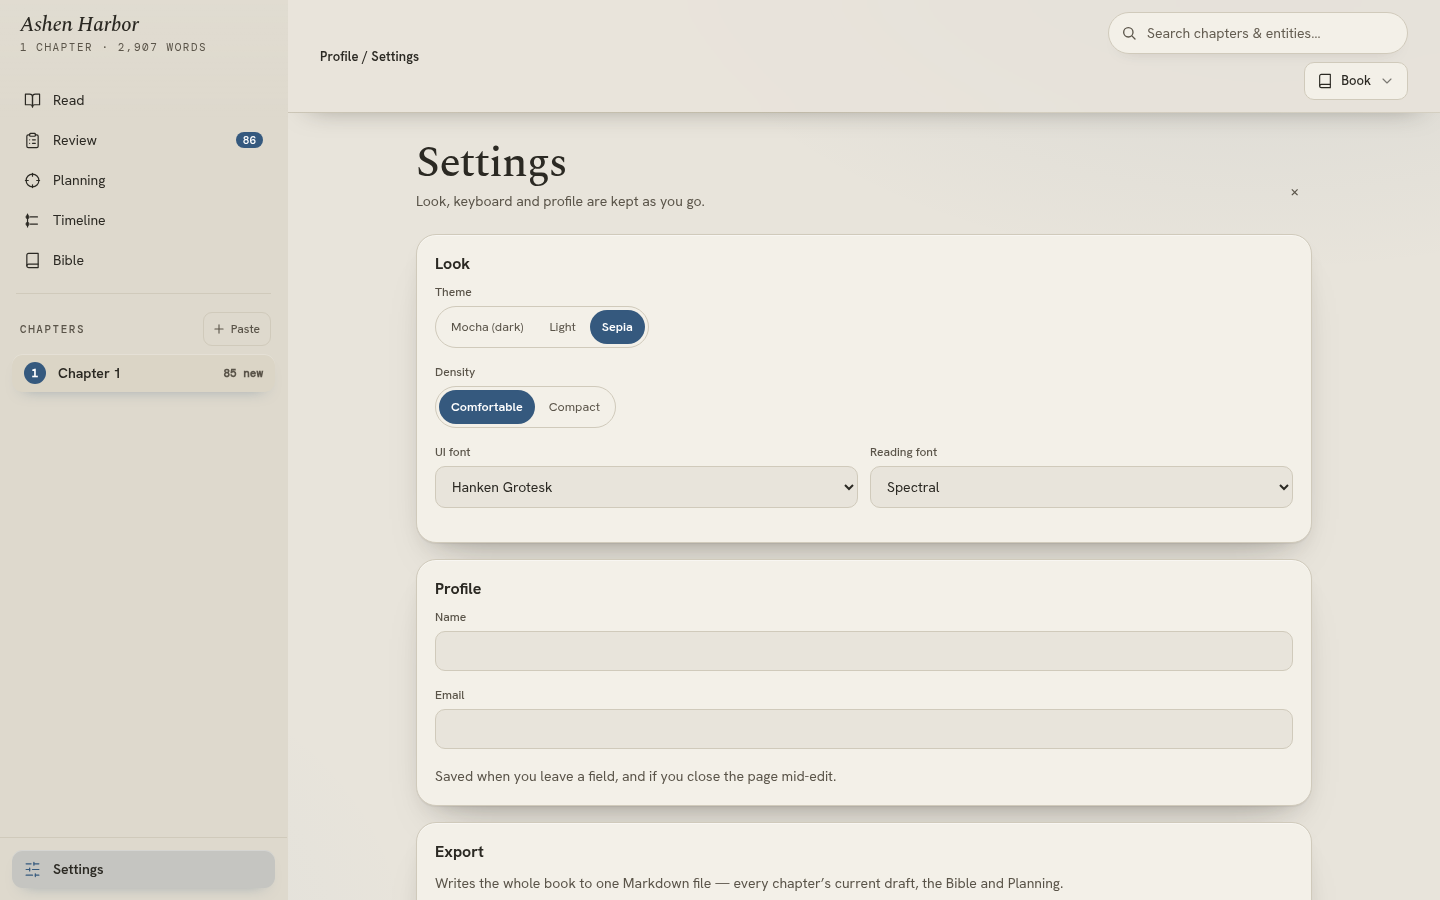 Ashen Harbor
1 CHAPTER · 2,907 WORDS
Read
Review 86
Planning
Timeline
Bible
CHAPTERS
+ Paste
1 Chapter 1 85 new
Settings
Profile / Settings
Search chapters & entities…
Book
Settings
Look, keyboard and profile are kept as you go.
×
Look
Theme
Mocha (dark) Light Sepia
Density
Comfortable Compact
UI font Reading font
Hanken Grotesk Spectral
Profile
Name
Email
Saved when you leave a field, and if you close the page mid-edit.
Export
Writes the whole book to one Markdown file — every chapter’s current draft, the Bible and Planning.